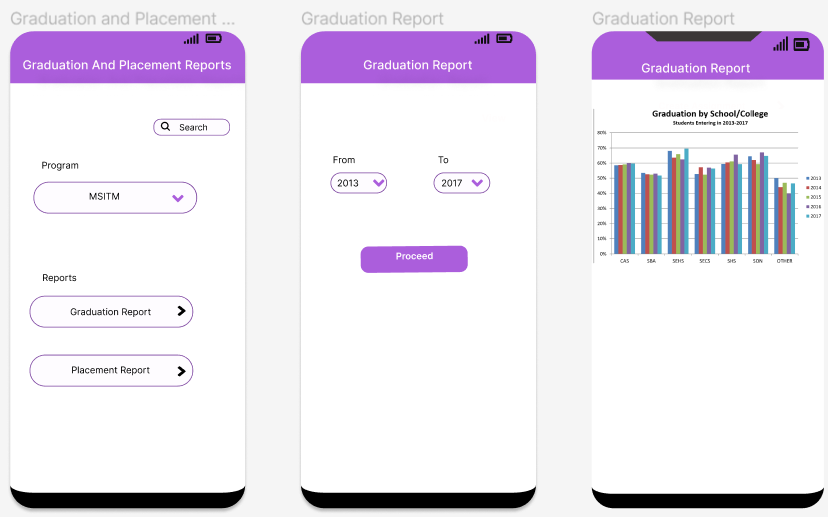 Graduation and Placement ...
Graduation And Placement Reports
Search
Program
MSITM
Reports
Graduation Report
Placement Report
Graduation Report
Graduation Report
From
To
2013
2017
Proceed
Graduation Report
Graduation Report
Graduation by School/College
Students Entering in 2013-2017
80%
70%
60%
50%
40%
30%
20%
10%
0%
CAS SBA SEHS SECS SHS SON OTHER
2013
2014
2015
2016
2017